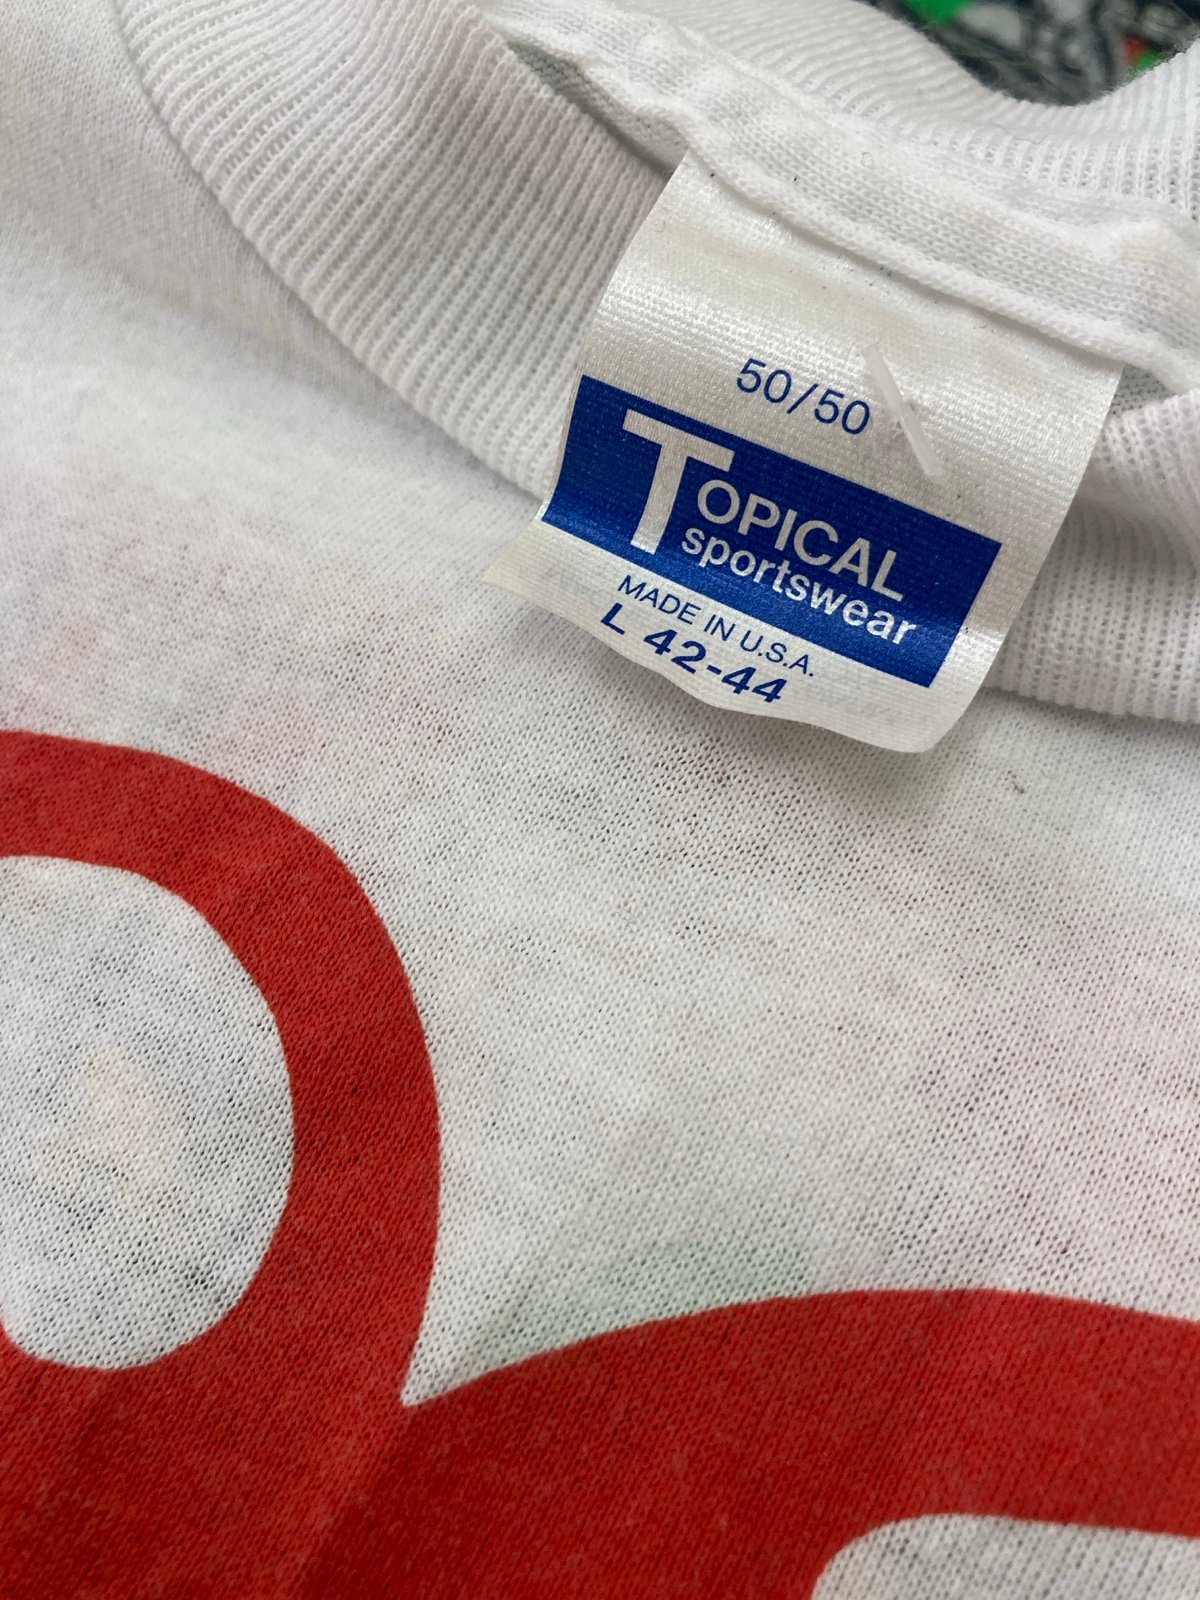 50/50
TOPICAL
sportswear
MADE IN U.S.A.
L 42-44